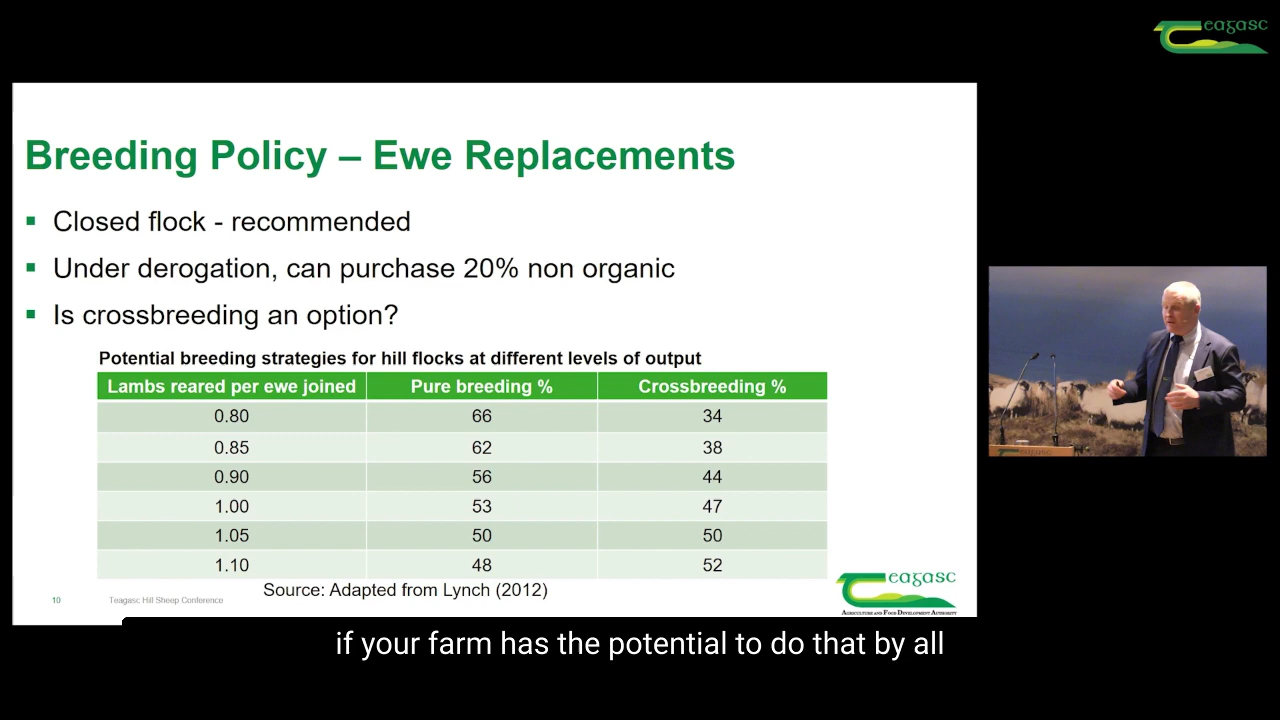 eagasc
Breeding Policy – Ewe Replacements
▪ Closed flock - recommended
▪ Under derogation, can purchase 20% non organic
▪ Is crossbreeding an option?
Potential breeding strategies for hill flocks at different levels of output
Lambs reared per ewe joined Pure breeding % Crossbreeding %
0.80 66 34
0.85 62 38
0.90 56 44
1.00 53 47
1.05 50 50
1.10 48 52
Source: Adapted from Lynch (2012)
10 Teagasc Hill Sheep Conference
eagasc
AGRICULTURE AND FOOD DEVELOPMENT AUTHORITY
if your farm has the potential to do that by all